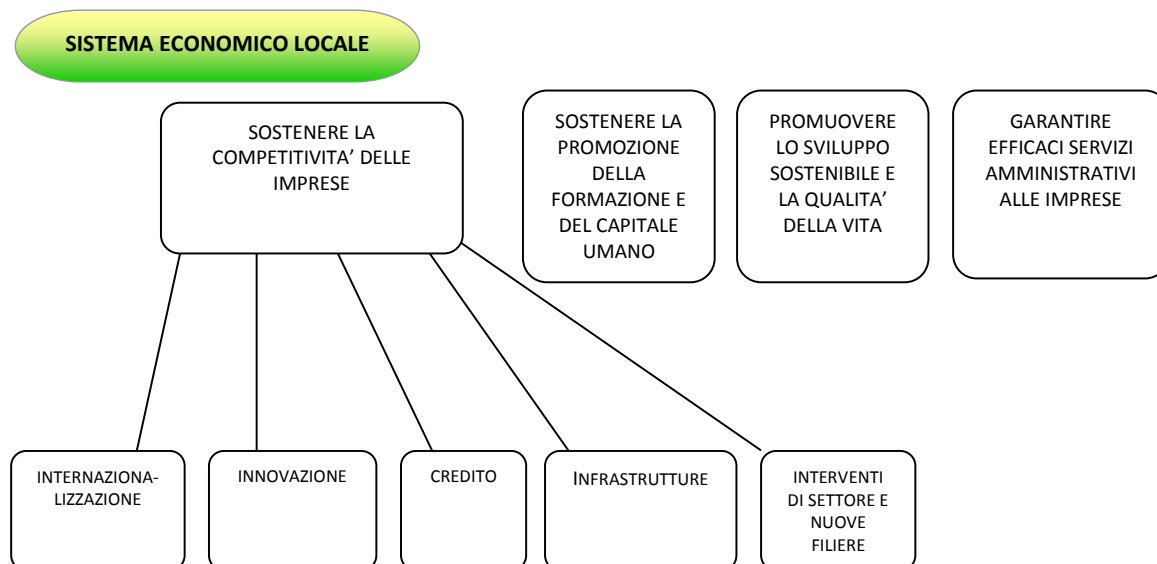 SISTEMA ECONOMICO LOCALE
SOSTENERE LA
COMPETITIVITA’ DELLE
IMPRESE
SOSTENERE LA
PROMOZIONE
DELLA
FORMAZIONE E
DEL CAPITALE
UMANO
PROMUOVERE
LO SVILUPPO
SOSTENIBILE E
LA QUALITA’
DELLA VITA
GARANTIRE
EFFICACI SERVIZI
AMMINISTRATIVI
ALLE IMPRESE
INTERNAZIONA-
LIZZAZIONE
INNOVAZIONE
CREDITO
INFRASTRUTTURE
INTERVENTI
DI SETTORE E
NUOVE
FILIERE